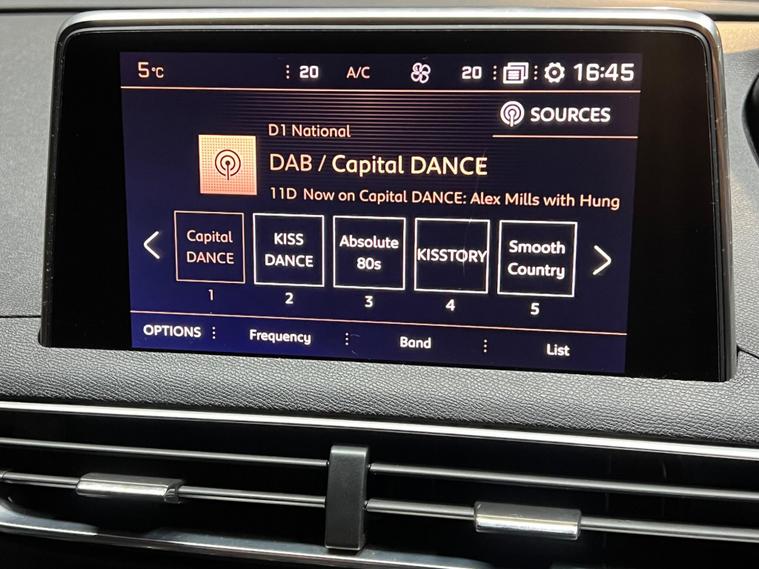 5°C 20 A/C 20 16:45
SOURCES
D1 National
DAB / Capital DANCE
11D Now on Capital DANCE: Alex Mills with Hung
Capital
DANCE
KISS
DANCE
Absolute
80s
KISSTORY
Smooth
Country
1 2 3 4 5
OPTIONS Frequency Band List